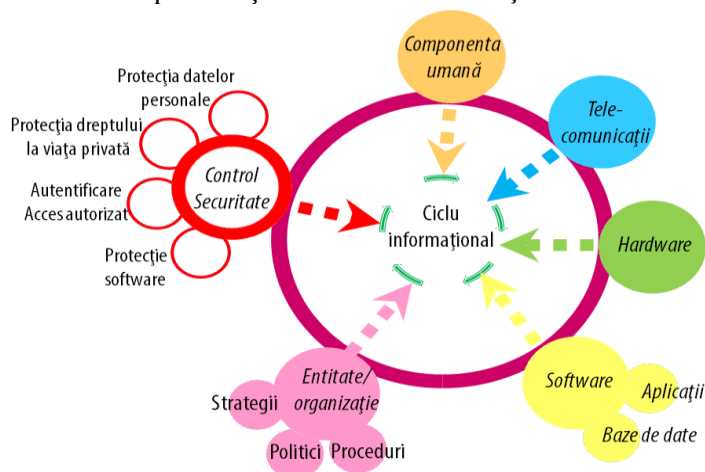 Componenta
umană
Tele-
comunicaţii
Hardware
Software
Aplicaţii
Baze de date
Entitate/
organizaţie
Strategii
Politici
Proceduri
Control
Securitate
Protecţia datelor
personale
Protecţia dreptului
la viaţa privată
Autentificare
Acces autorizat
Protecţie
software
Ciclu
informaţional